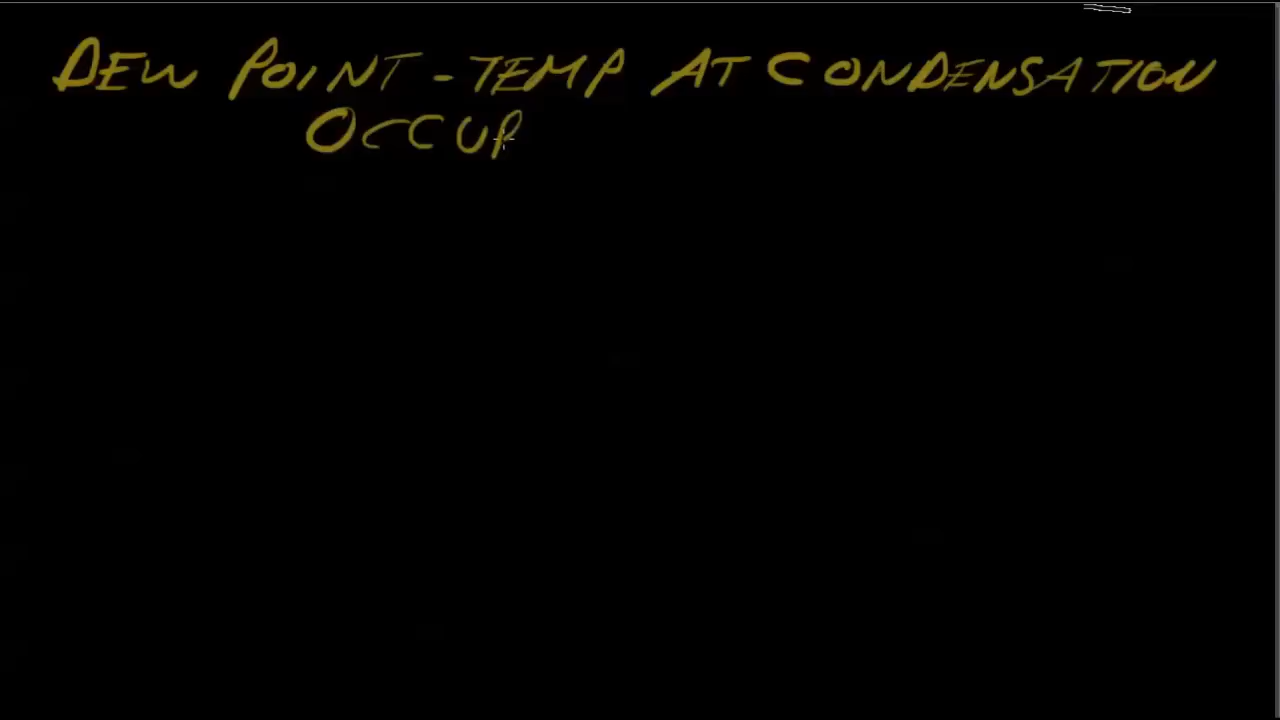 DEW POINT - TEMP AT CONDENSATION
OCCUR